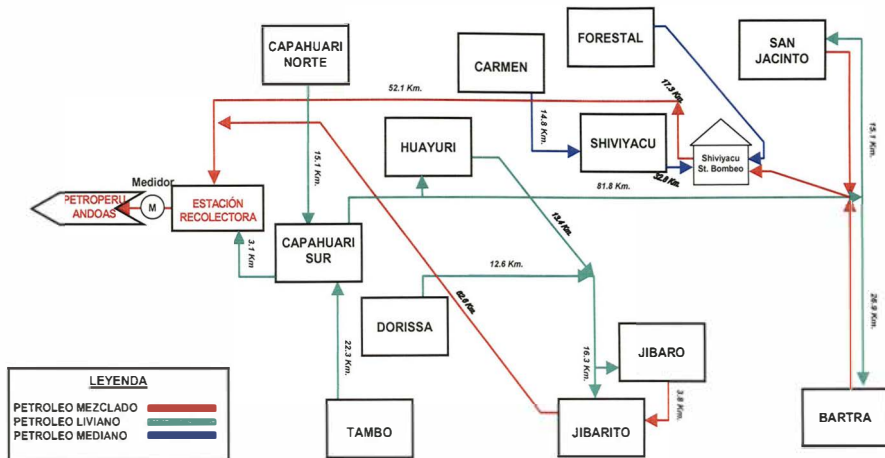 FORESTAL
SAN
JACINTO
CAPAHUARI
NORTE
CARMEN
52.1 Km.
17.3 Km.
14.8 Km.
15.1 Km.
HUAYURI
SHIVIYACU
Shiviyacu
St. Bombeo
15.1 Km.
81.8 Km.
Medidor
PETROPERU
ANDOAS
M
ESTACIÓN
RECOLECTORA
CAPAHUARI
SUR
3.1 Km
13.4 Km.
12.6 Km.
DORISSA
22.3 Km.
16.3 Km.
26.9 Km.
JIBARO
3.8 Km.
LEYENDA
PETROLEO MEZCLADO
PETROLEO LIVIANO
PETROLEO MEDIANO
TAMBO
JIBARITO
BARTRA